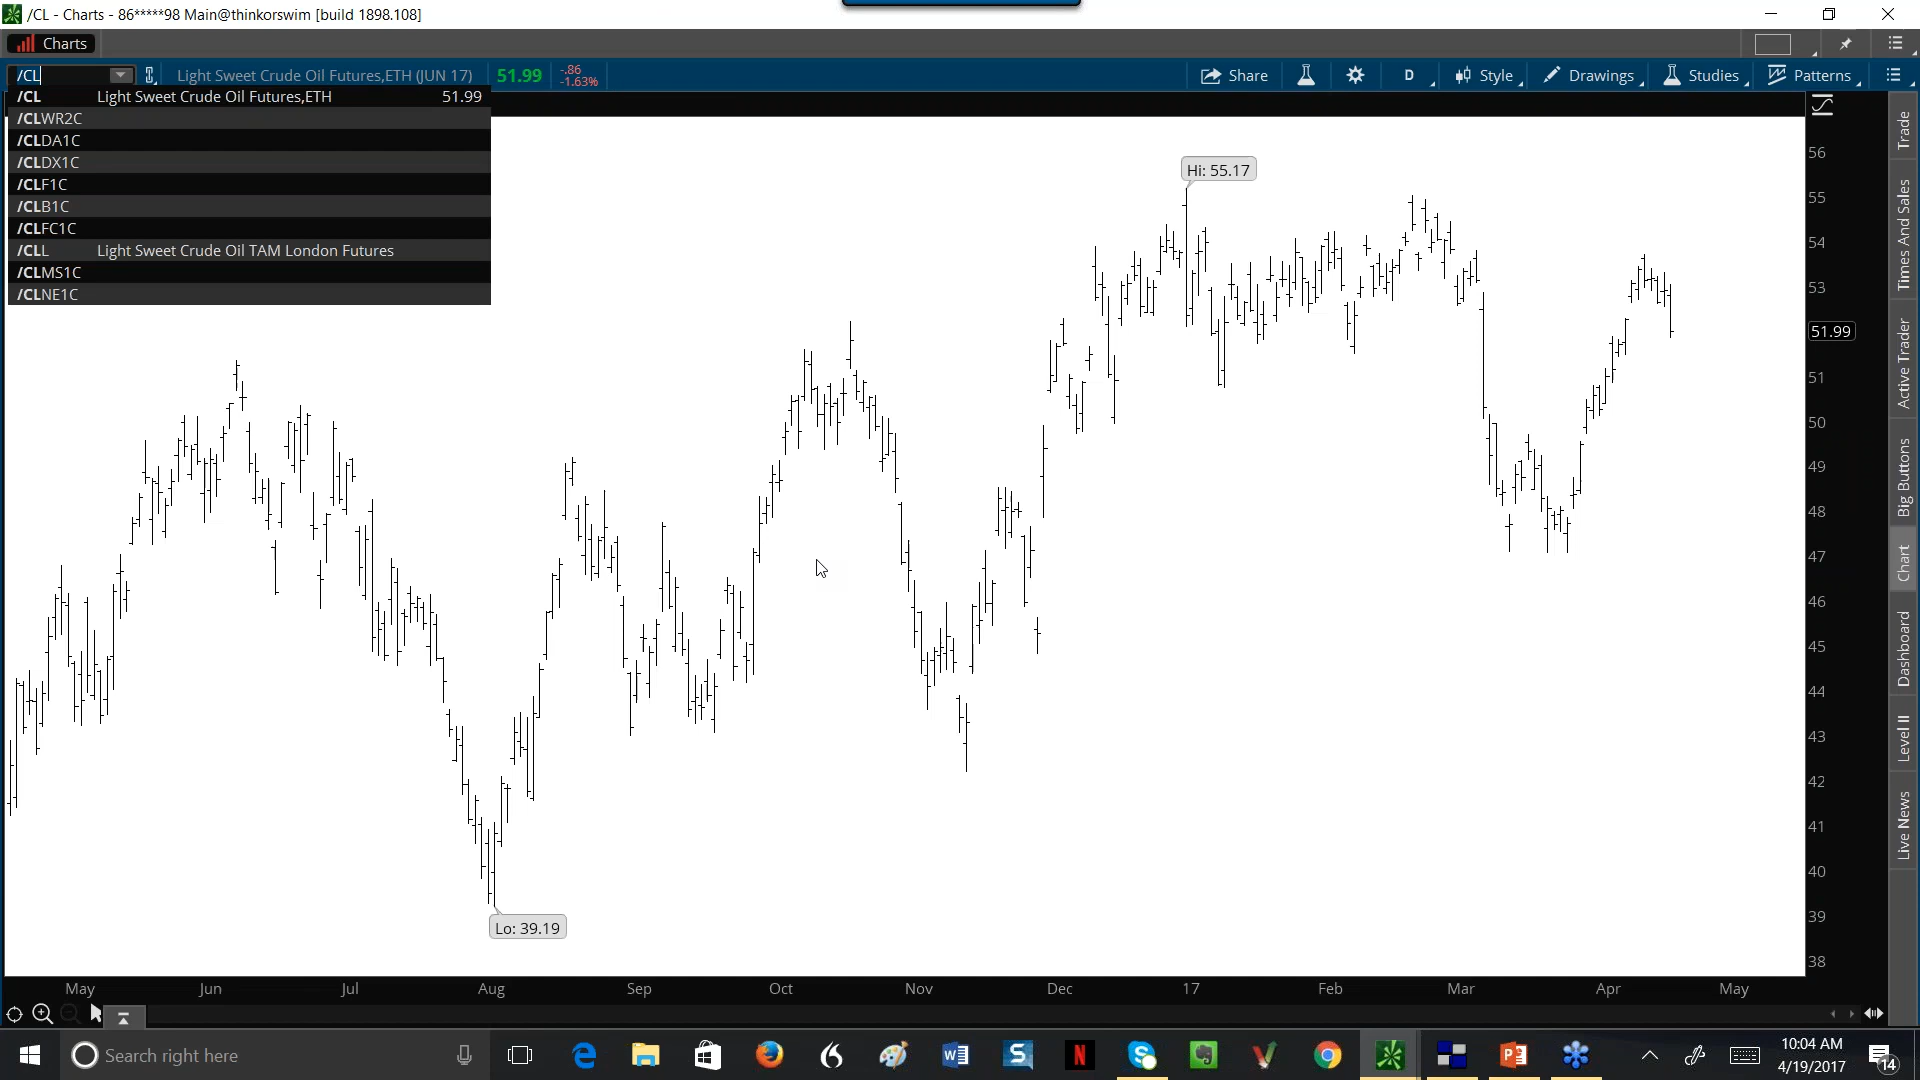 /CL - Charts - 86*****98 Main@thinkorswim [build 1898.108]
Charts
/CL Light Sweet Crude Oil Futures,ETH (JUN 17) 51.99 -.86 -1.63% Share D Style Drawings Studies Patterns
/CL Light Sweet Crude Oil Futures,ETH 51.99
/CLWR2C
/CLDA1C
/CLDX1C
/CLF1C
/CLB1C
/CLFC1C
/CLL Light Sweet Crude Oil TAM London Futures
/CLMS1C
/CLNE1C
Hi: 55.17
Lo: 39.19
56
55
54
53
51.99
51
50
49
48
47
46
45
44
43
42
41
40
39
38
Trade
Times And Sales
Active Trader
Big Buttons
Chart
Dashboard
Level II
Live News
May Jun Jul Aug Sep Oct Nov Dec 17 Feb Mar Apr May
Search right here
10:04 AM
4/19/2017
14